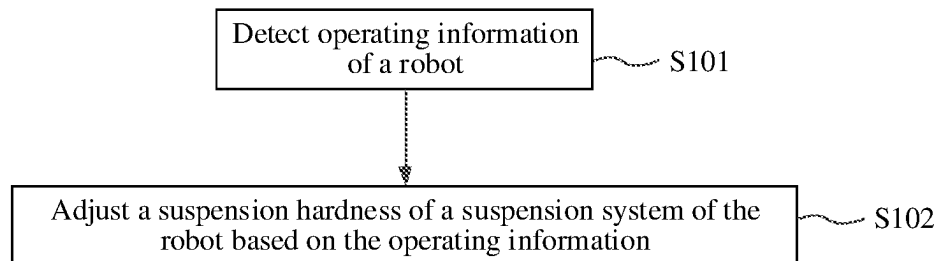 Detect operating information
of a robot
S101
Adjust a suspension hardness of a suspension system of the
robot based on the operating information
S102